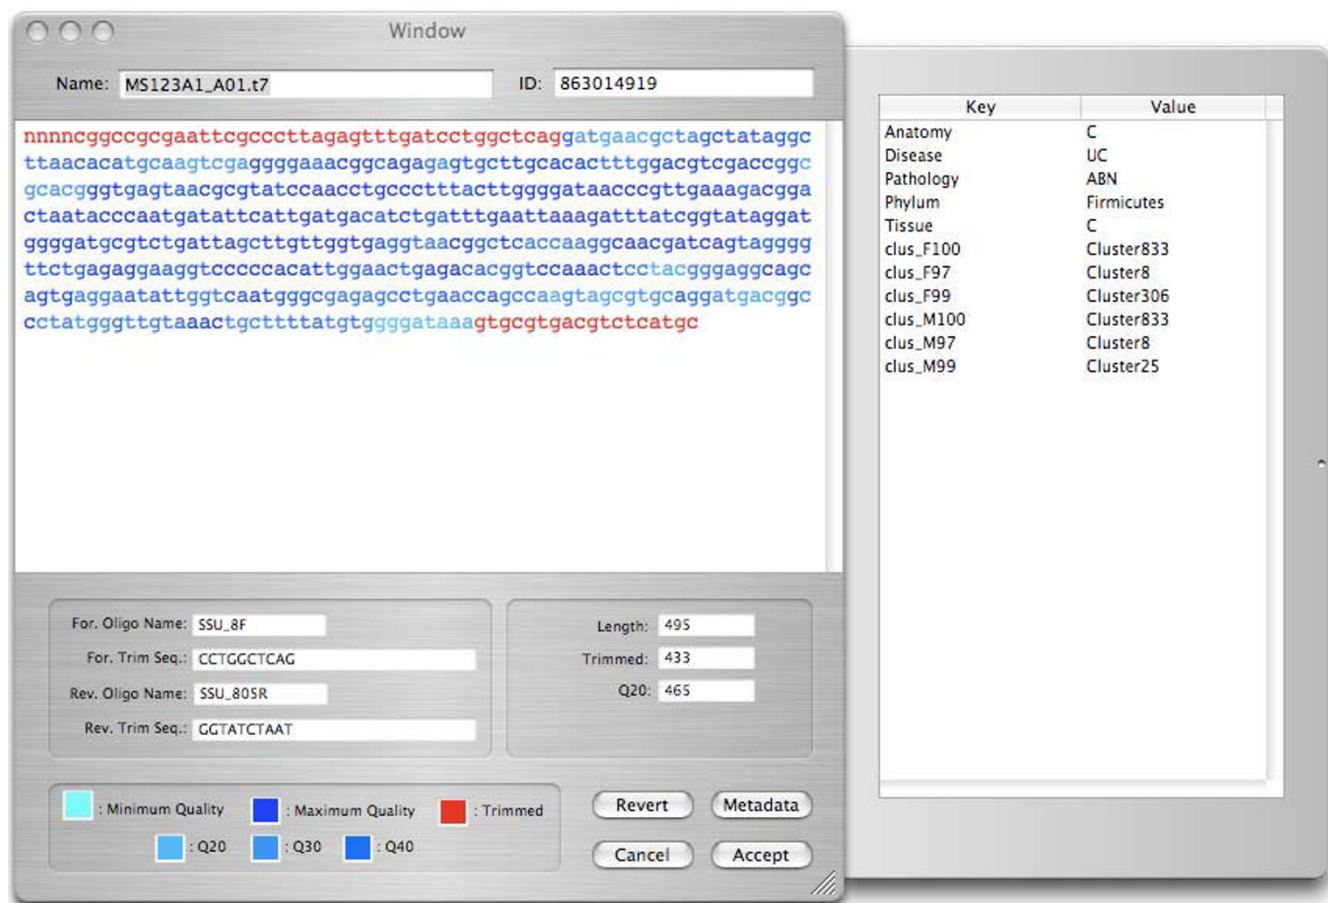 Window
Name: MS123A1_A01.t7 ID: 863014919
nnnncggccgcgaattcgcccttagagtttgatcctggctcaggatgaacgctagctataggc
ttaacacatgcaagtcgaggggaaacggcagagagtgcttgcacactttggacgtcgaccggc
gcacgggtgagtaacgcgtatccaacctgccctttacttggggataacccgttgaaagacgga
ctaatacccaatgatattcattgatgacatctgatttgaattaaagatttatcggtataggat
ggggatgcgtctgattagcttgttggtgaggtaacggctcaccaaggcaacgatcagtagggg
ttctgagaggaaggtcccccacattggaactgagacacggtccaaactcctacgggaggcagc
agtgaggaatattggtcaatgggcgagagcctgaaccagccaagtagcgtgcaggatgacggc
cctatgggttgtaaactgcttttatgtggggataaagtgcgtgacgtctcatgc
For. Oligo Name: SSU_8F
For. Trim Seq.: CCTGGCTCAG
Rev. Oligo Name: SSU_805R
Rev. Trim Seq.: GGTATCTAAT
Length: 495
Trimmed: 433
Q20: 465
: Minimum Quality : Maximum Quality : Trimmed
: Q20 : Q30 : Q40
Revert Metadata
Cancel Accept
Key Value
Anatomy C
Disease UC
Pathology ABN
Phylum Firmicutes
Tissue C
clus_F100 Cluster833
clus_F97 Cluster8
clus_F99 Cluster306
clus_M100 Cluster833
clus_M97 Cluster8
clus_M99 Cluster25